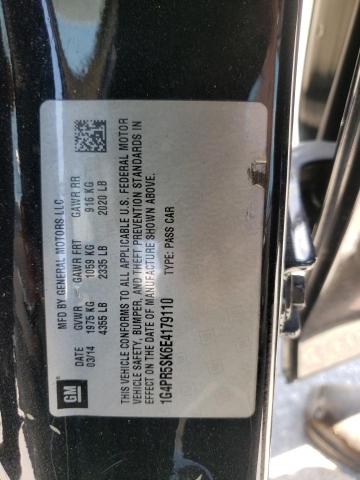 GM
MFD BY GENERAL MOTORS LLC
DATE GVWR GAWR FRT GAWR RR
03/14 1975 KG 1059 KG 916 KG
4355 LB 2335 LB 2020 LB
THIS VEHICLE CONFORMS TO ALL APPLICABLE U.S. FEDERAL MOTOR
VEHICLE SAFETY, BUMPER, AND THEFT PREVENTION STANDARDS IN
EFFECT ON THE DATE OF MANUFACTURE SHOWN ABOVE.
1G4PR5SK6E4179110 TYPE: PASS CAR